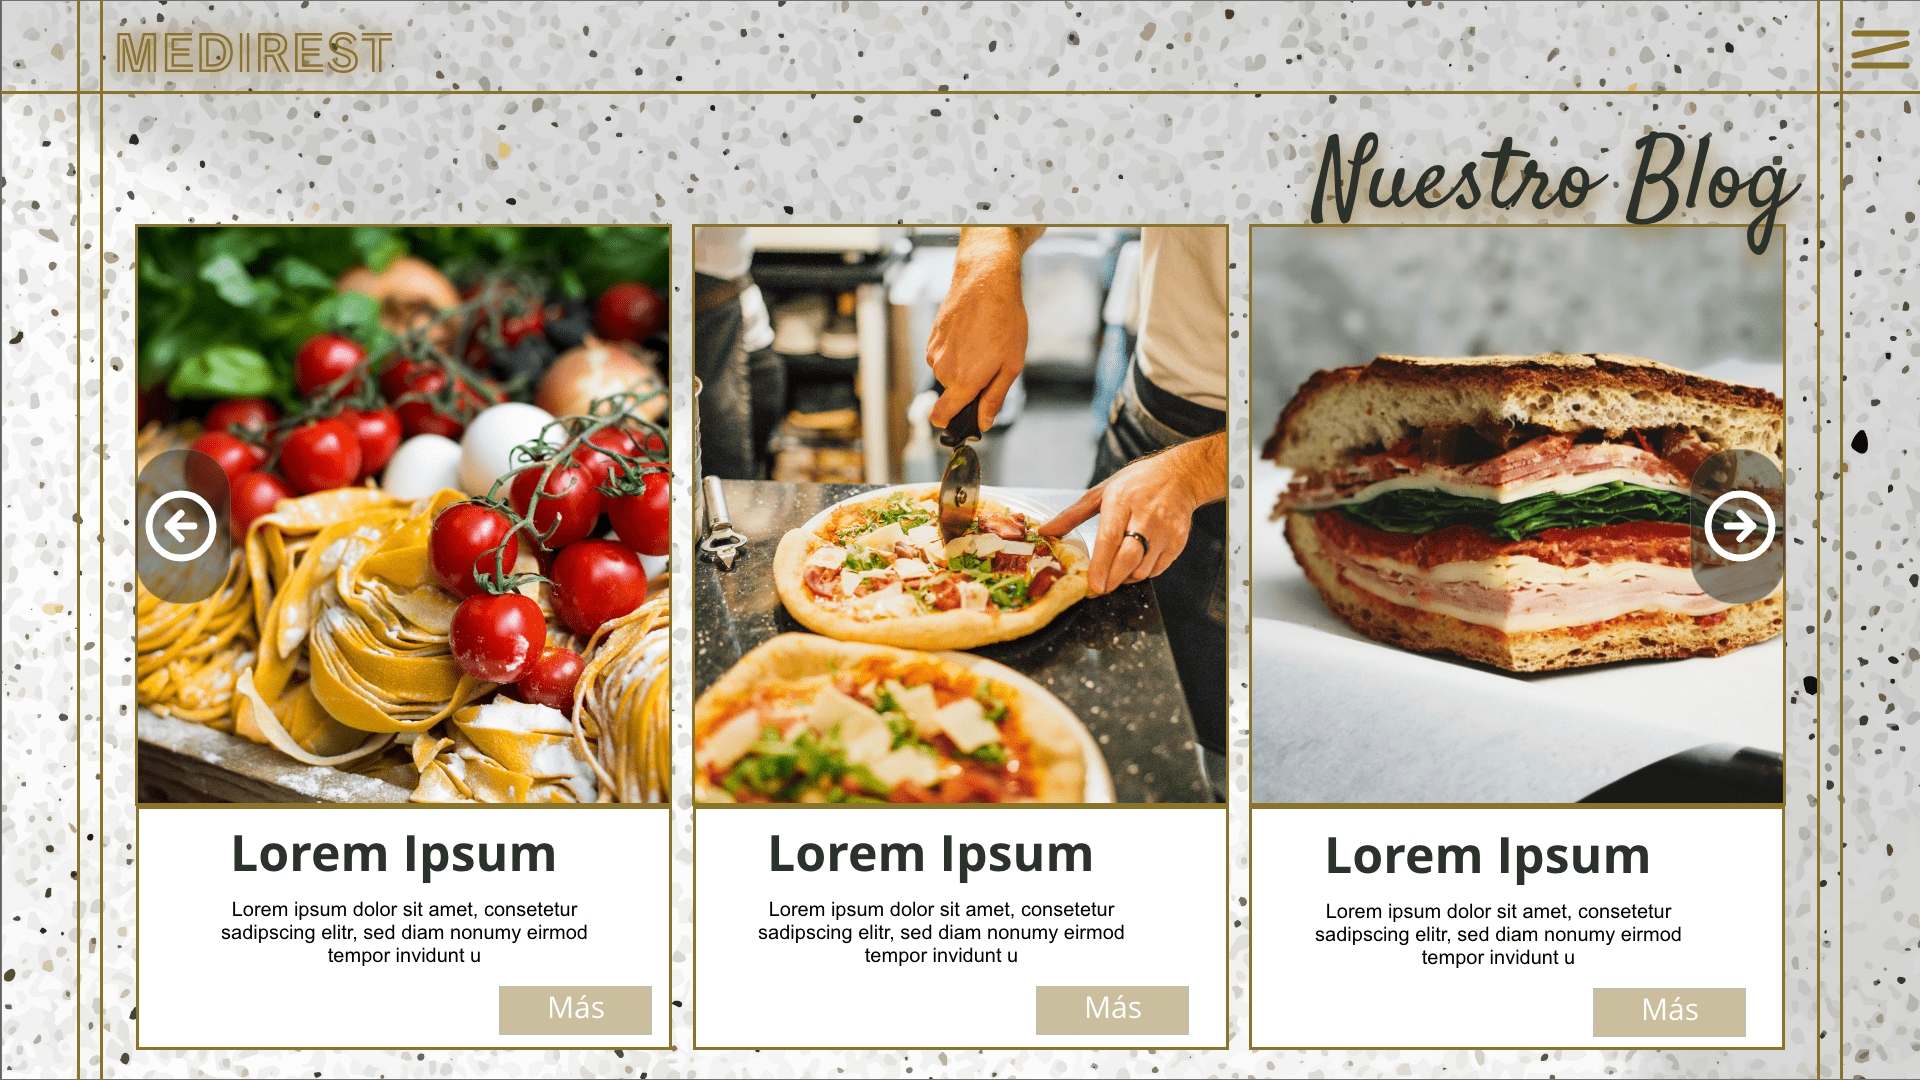 MEDIREST
Nuestro Blog
Lorem Ipsum
Lorem ipsum dolor sit amet, consetetur
sadipscing elitr, sed diam nonumy eirmod
tempor invidunt u
Más
Lorem Ipsum
Lorem ipsum dolor sit amet, consetetur
sadipscing elitr, sed diam nonumy eirmod
tempor invidunt u
Más
Lorem Ipsum
Lorem ipsum dolor sit amet, consetetur
sadipscing elitr, sed diam nonumy eirmod
tempor invidunt u
Más